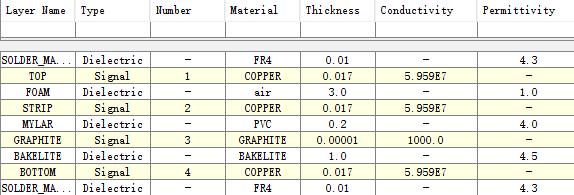 Layer Name Type Number Material Thickness Conductivity Permittivity
SOLDER_MA... Dielectric – FR4 0.01 – 4.3
TOP Signal 1 COPPER 0.017 5.959E7 –
FOAM Dielectric – air 3.0 – 1.0
STRIP Signal 2 COPPER 0.017 5.959E7 –
MYLAR Dielectric – PVC 0.2 – 4.0
GRAPHITE Signal 3 GRAPHITE 0.00001 1000.0 –
BAKELITE Dielectric – BAKELITE 1.0 – 4.5
BOTTOM Signal 4 COPPER 0.017 5.959E7 –
SOLDER_MA... Dielectric – FR4 0.01 – 4.3